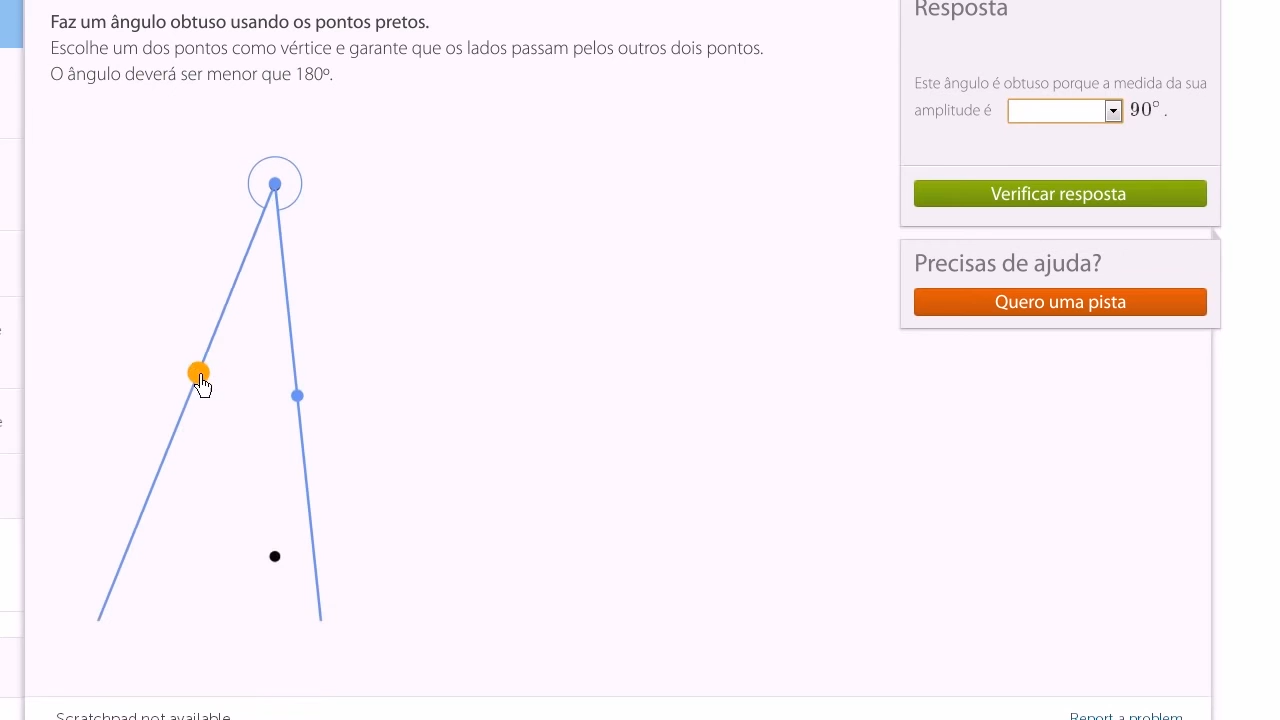 Faz um ângulo obtuso usando os pontos pretos.
Escolhe um dos pontos como vértice e garante que os lados passam pelos outros dois pontos.
O ângulo deverá ser menor que 180º.
Resposta
Este ângulo é obtuso porque a medida da sua
amplitude é 90° .
Verificar resposta
Precisas de ajuda?
Quero uma pista
Scratchpad not available
Report a problem